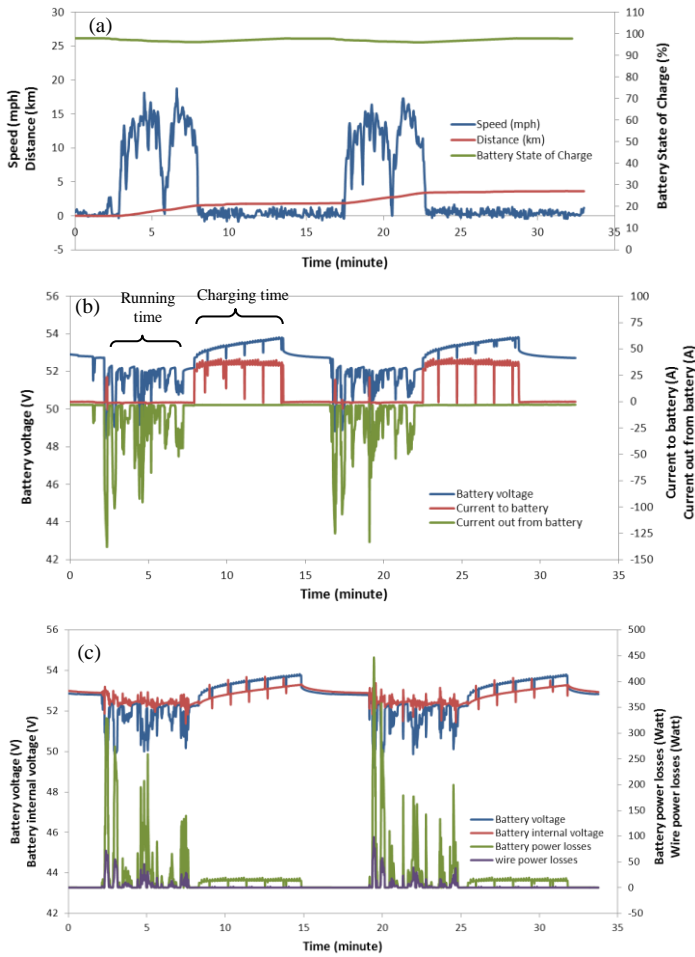 (a)
30
25
20
15
10
5
0
-5
Speed (mph)
Distance (km)
110
100
90
80
70
60
50
40
30
20
10
0
Battery State of Charge (%)
Speed (mph)
Distance (km)
Battery State of Charge
0 5 10 15 20 25 30 35
Time (minute)
(b)
Running time
Charging time
56
54
52
50
48
46
44
42
Battery voltage (V)
100
75
50
25
0
-25
-50
-75
-100
-125
-150
Current to battery (A)
Current out from battery (A)
Battery voltage
Current to battery
Current out from battery
0 5 10 15 20 25 30 35
Time (minute)
(c)
56
54
52
50
48
46
44
42
Battery voltage (V)
Battery internal voltage (V)
500
450
400
350
300
250
200
150
100
50
0
-50
Battery power losses (Watt)
Wire power losses (Watt)
Battery voltage
Battery internal voltage
Battery power losses
wire power losses
0 5 10 15 20 25 30 35
Time (minute)